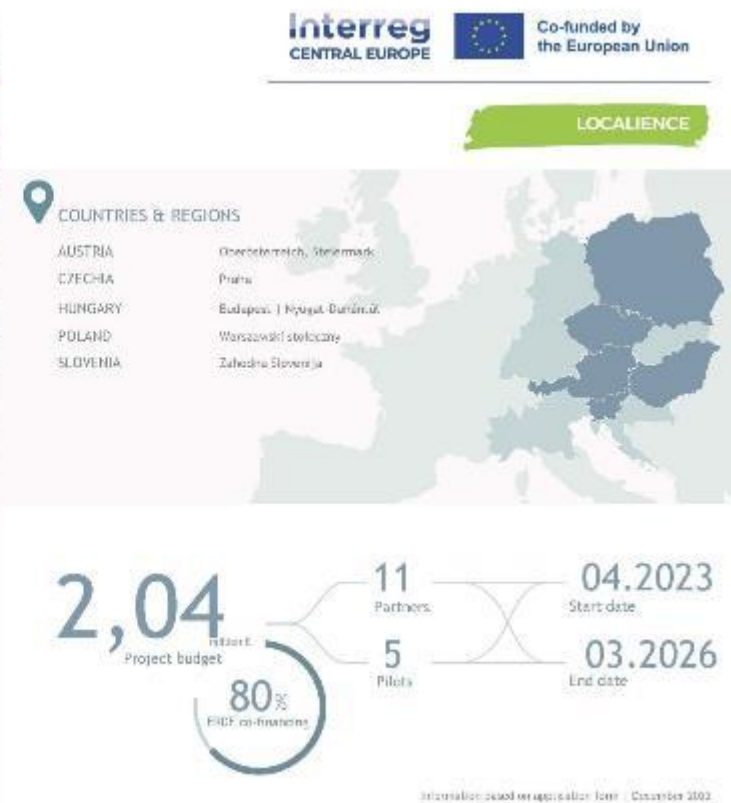 Interreg
CENTRAL EUROPE
Co-funded by
the European Union
LOCALIENCE
COUNTRIES & REGIONS
AUSTRIA Oberösterreich, Steiermark
CZECHIA Praha
HUNGARY Budapest | Nyugat-Dunántúl
POLAND Warszawski stołeczny
SLOVENIA Zahodna Slovenija
2,04
million €
Project budget
80%
ERDF co-financing
11
Partners
5
Pilots
04.2023
Start date
03.2026
End date
Information based on application form | December